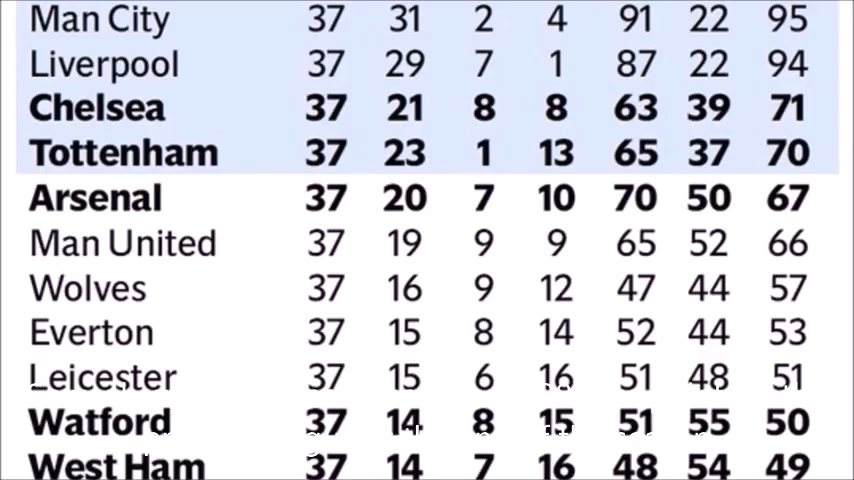 Man City 37 31 2 4 91 22 95
Liverpool 37 29 7 1 87 22 94
Chelsea 37 21 8 8 63 39 71
Tottenham 37 23 1 13 65 37 70
Arsenal 37 20 7 10 70 50 67
Man United 37 19 9 9 65 52 66
Wolves 37 16 9 12 47 44 57
Everton 37 15 8 14 52 44 53
Leicester 37 15 6 16 51 48 51
Watford 37 14 8 15 51 55 50
West Ham 37 14 7 16 48 54 49